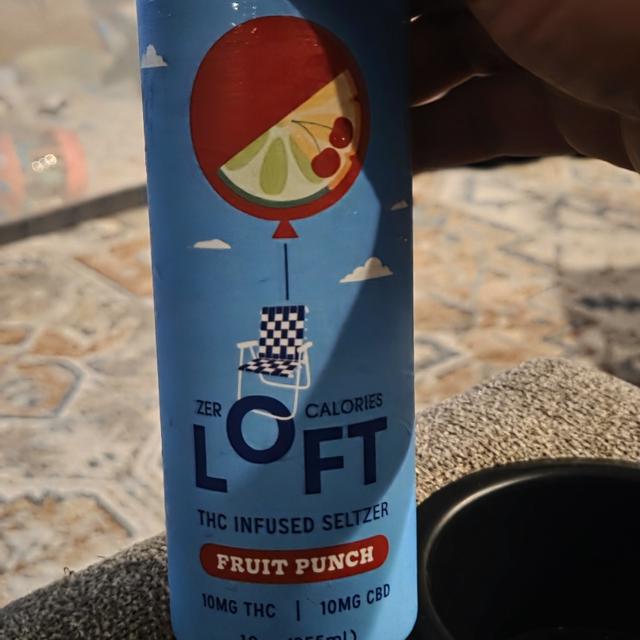 ZER CALORIES
LOFT
THC INFUSED SELTZER
FRUIT PUNCH
10MG THC | 10MG CBD